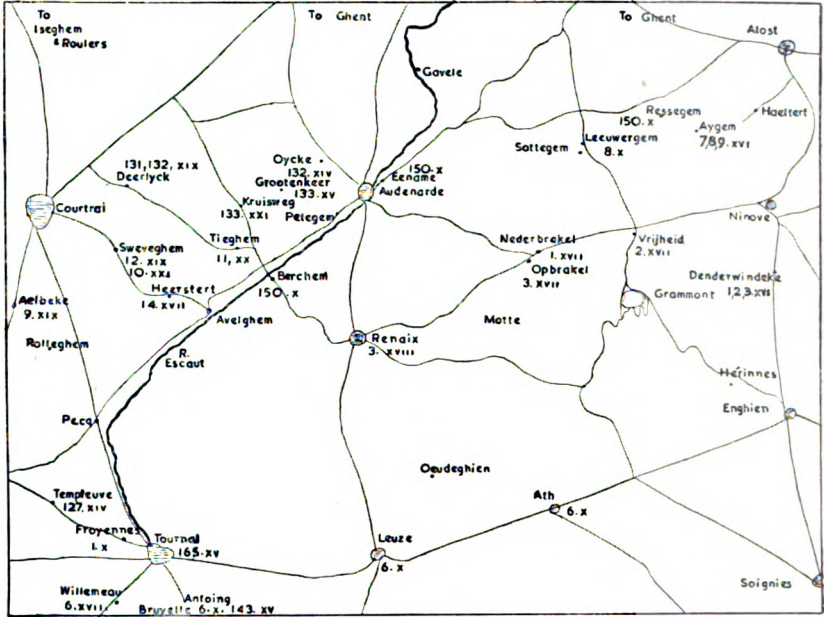 To
Iseghem
Roulers
To Ghent
To Ghent
Alost
Gavele
Ressegem
150.x
Haeltert
Aygem
7,8,9.xvi
Leeuwergem
8.x
Sottegem
131,132, xix
Deerlyck
Oycke
132.xiv
Grootenkeer
133.xv
150.x
Eename
Audenarde
Kruisweg
133.xxi
Petegem
Courtrai
Ninove
Sweveghem
12.xix
10.xxi
Tieghem
11,xx
Nederbrakel
1.xvii
Opbrakel
3.xvii
Vrijheid
2.xvii
Denderwindeke
1,2,3.xvi
Heerstert
14.xvii
Berchem
150.x
Aelbeke
9.xix
Avelghem
Grammont
Rolleghem
R.
Escaut
Renaix
3.xviii
Motte
Herinnes
Enghien
Pecq
Oeudeghien
Templeuve
127.xiv
Ath
6.x
Froyennes
1.x
Tournai
165.xv
Leuze
6.x
Soignies
Willemeau
6.xvii
Antoing
Bruyelle 6.x. 143.xv